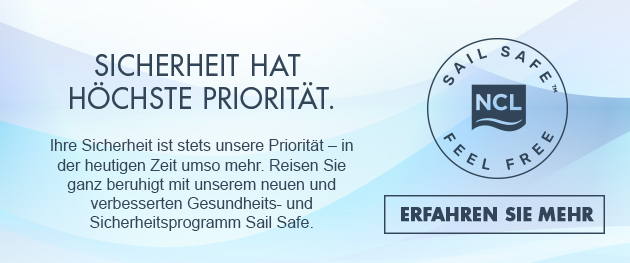 SICHERHEIT HAT
HÖCHSTE PRIORITÄT.
Ihre Sicherheit ist stets unsere Priorität – in
der heutigen Zeit umso mehr. Reisen Sie
ganz beruhigt mit unserem neuen und
verbesserten Gesundheits- und
Sicherheitsprogramm Sail Safe.
SAIL SAFE™
NCL
FEEL FREE
ERFAHREN SIE MEHR